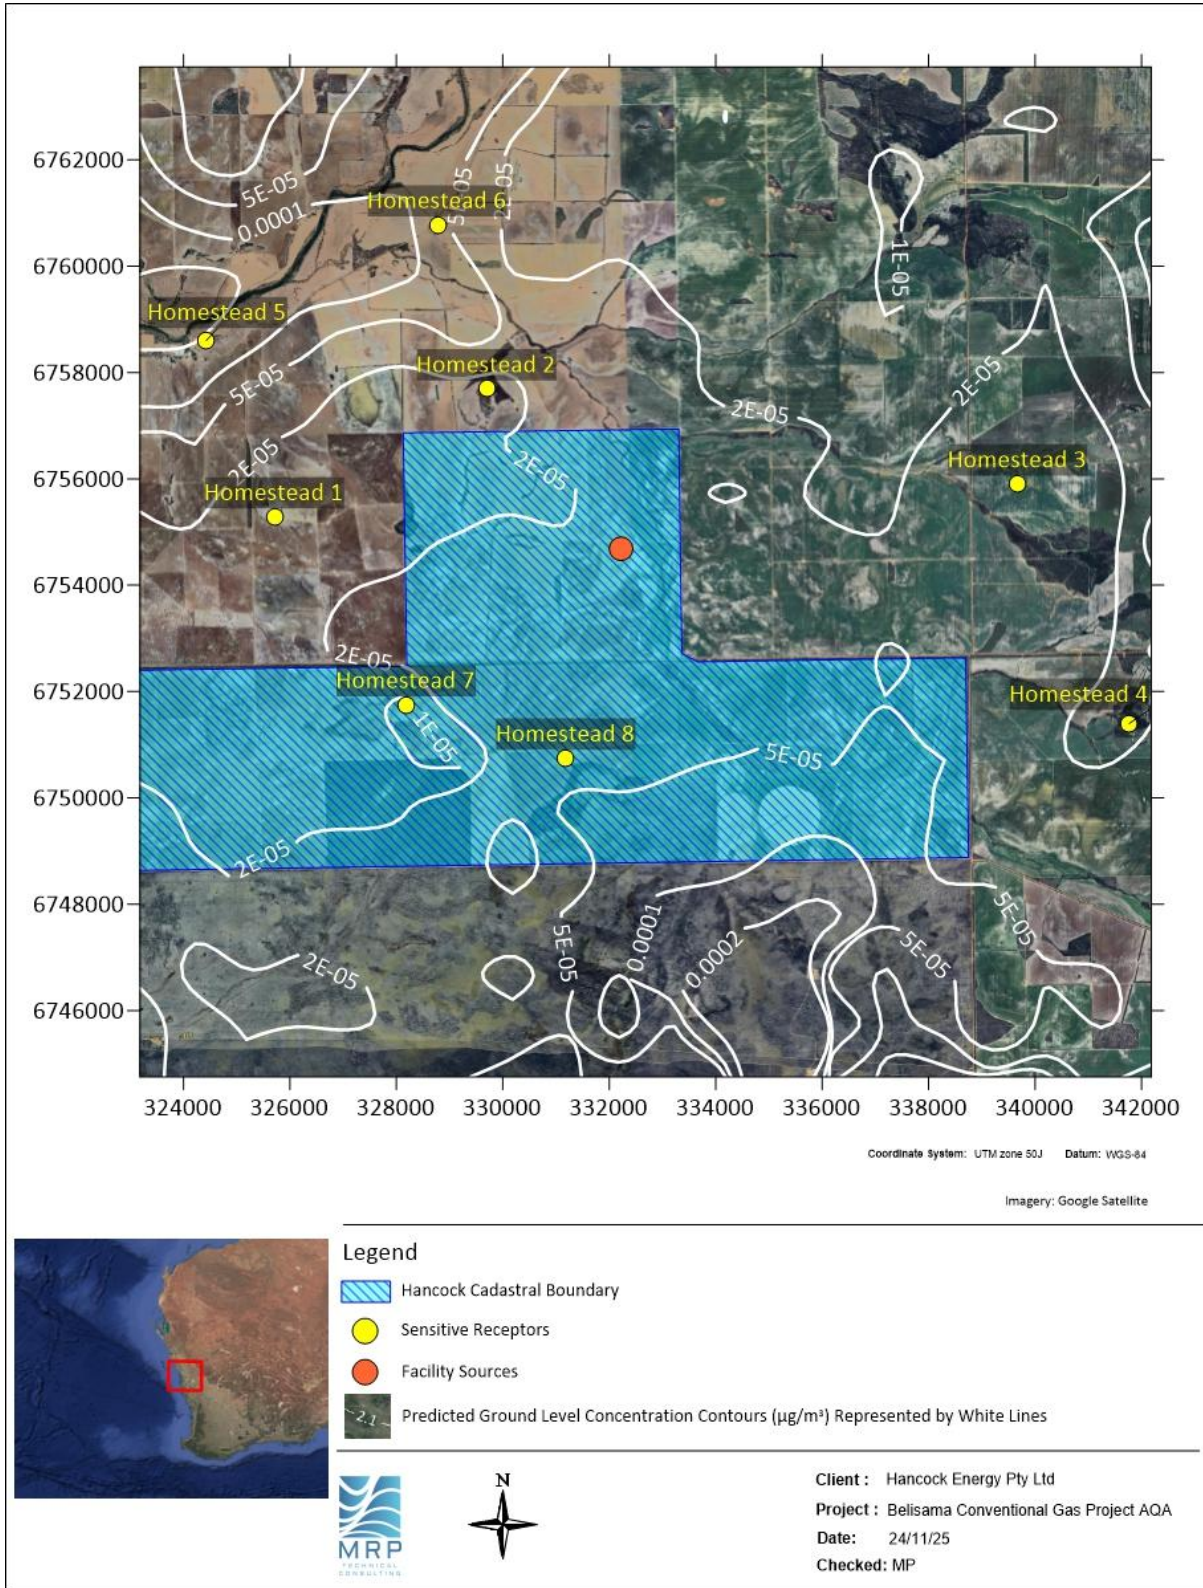 6762000
6760000
6758000
6756000
6754000
6752000
6750000
6748000
6746000
5E-05
0.0001
5E-05
2E-05
Homestead 6
1E-05
Homestead 5
Homestead 2
5E-05
2E-05
2E-05
2E-05
Homestead 3
2E-05
Homestead 1
2E-05
Homestead 7
Homestead 4
1E-05
Homestead 8
5E-05
2E-05
0.0001
5E-05
5E-05
0.0002
5E-05
2E-05
324000 326000 328000 330000 332000 334000 336000 338000 340000 342000
Coordinate System: UTM zone 50J Datum: WGS-84
Imagery: Google Satellite
Legend
Hancock Cadastral Boundary
Sensitive Receptors
Facility Sources
2.1 Predicted Ground Level Concentration Contours (µg/m³) Represented by White Lines
MRP
TECHNICAL
CONSULTING
N
Client : Hancock Energy Pty Ltd
Project : Belisama Conventional Gas Project AQA
Date: 24/11/25
Checked: MP